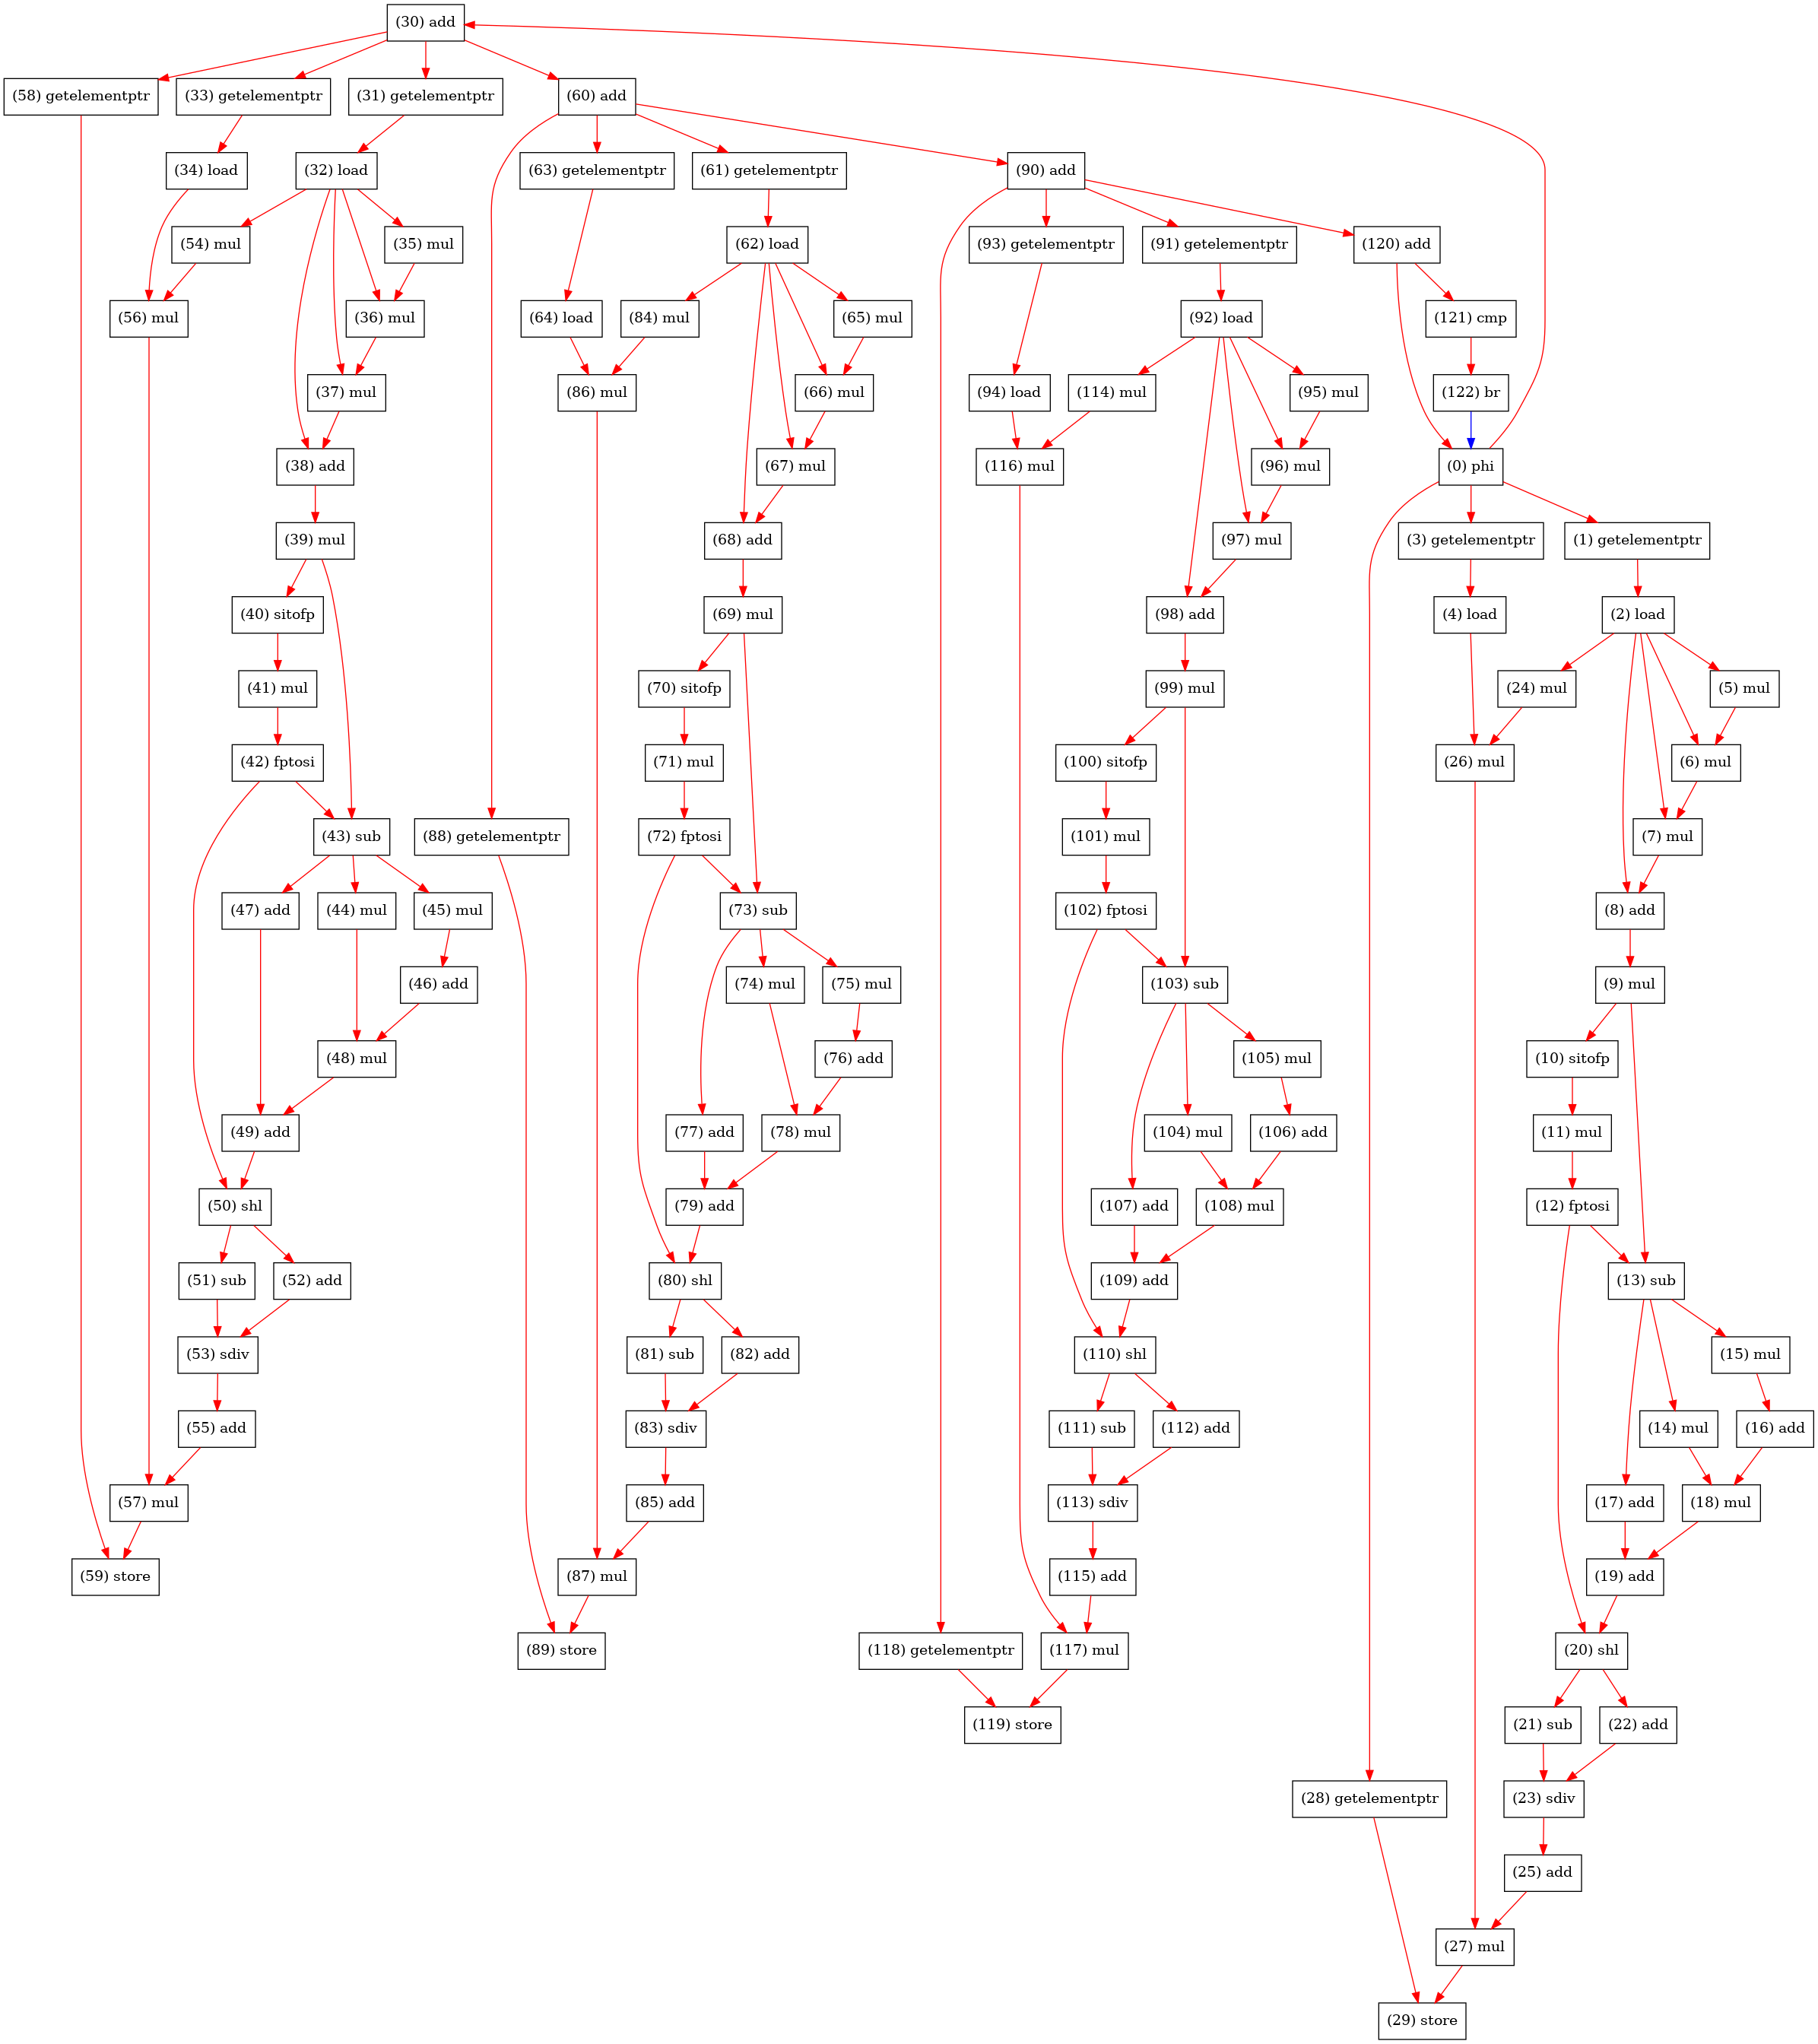 (30) add
(58) getelementptr
(33) getelementptr
(31) getelementptr
(60) add
(34) load
(32) load
(63) getelementptr
(61) getelementptr
(90) add
(54) mul
(35) mul
(62) load
(93) getelementptr
(91) getelementptr
(120) add
(56) mul
(36) mul
(64) load
(84) mul
(65) mul
(92) load
(121) cmp
(37) mul
(86) mul
(66) mul
(94) load
(114) mul
(95) mul
(122) br
(38) add
(67) mul
(116) mul
(96) mul
(0) phi
(39) mul
(68) add
(97) mul
(3) getelementptr
(1) getelementptr
(40) sitofp
(69) mul
(98) add
(4) load
(2) load
(41) mul
(70) sitofp
(99) mul
(24) mul
(5) mul
(42) fptosi
(71) mul
(100) sitofp
(26) mul
(6) mul
(43) sub
(88) getelementptr
(72) fptosi
(101) mul
(7) mul
(47) add
(44) mul
(45) mul
(73) sub
(102) fptosi
(8) add
(46) add
(74) mul
(75) mul
(103) sub
(9) mul
(48) mul
(76) add
(105) mul
(10) sitofp
(49) add
(77) add
(78) mul
(104) mul
(106) add
(11) mul
(50) shl
(79) add
(107) add
(108) mul
(12) fptosi
(51) sub
(52) add
(80) shl
(109) add
(13) sub
(53) sdiv
(81) sub
(82) add
(110) shl
(15) mul
(55) add
(83) sdiv
(111) sub
(112) add
(14) mul
(16) add
(57) mul
(85) add
(113) sdiv
(17) add
(18) mul
(59) store
(87) mul
(115) add
(19) add
(89) store
(118) getelementptr
(117) mul
(20) shl
(119) store
(21) sub
(22) add
(28) getelementptr
(23) sdiv
(25) add
(27) mul
(29) store